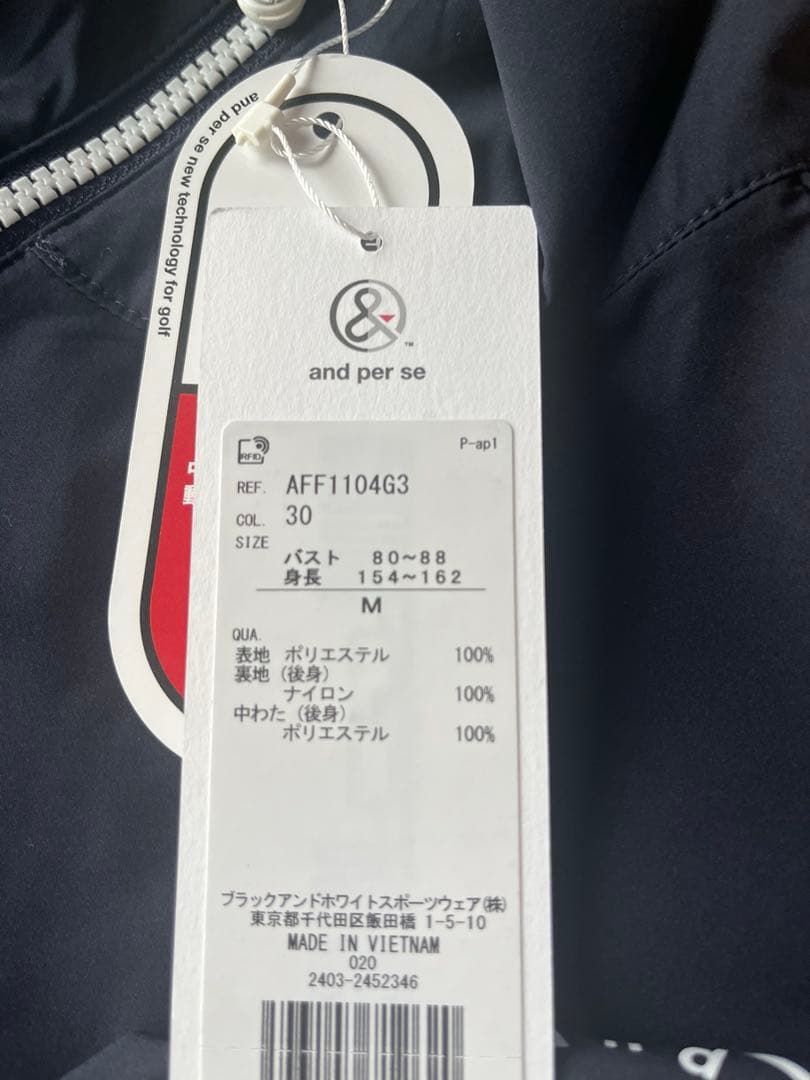 and per se new technology for golf
&
TM
and per se
RFID
P-ap1
REF. AFF1104G3
COL. 30
SIZE
バスト 80~88
身長 154~162
M
QUA.
表地 ポリエステル 100%
裏地（後身）
ナイロン 100%
中わた（後身）
ポリエステル 100%
ブラックアンドホワイトスポーツウェア(株)
東京都千代田区飯田橋 1-5-10
MADE IN VIETNAM
020
2403-2452346